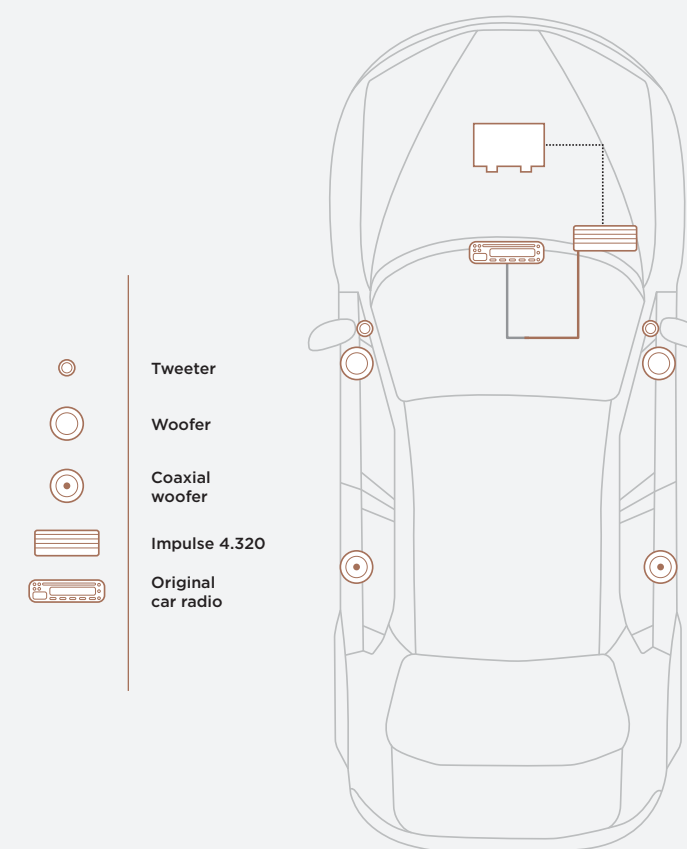 Tweeter
Woofer
Coaxial
woofer
Impulse 4.320
Original
car radio